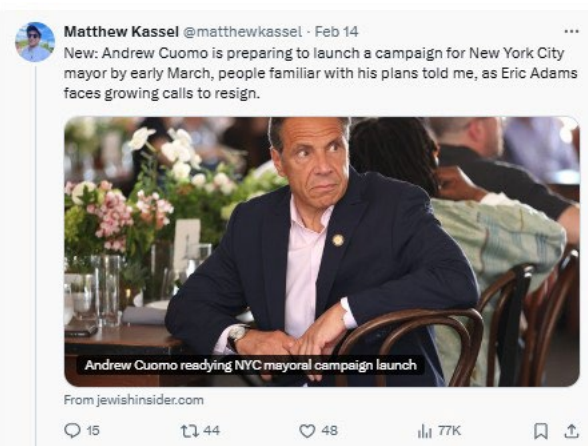 Matthew Kassel @matthewkassel · Feb 14
New: Andrew Cuomo is preparing to launch a campaign for New York City
mayor by early March, people familiar with his plans told me, as Eric Adams
faces growing calls to resign.
Andrew Cuomo readying NYC mayoral campaign launch
From jewishinsider.com
15 44 48 77K